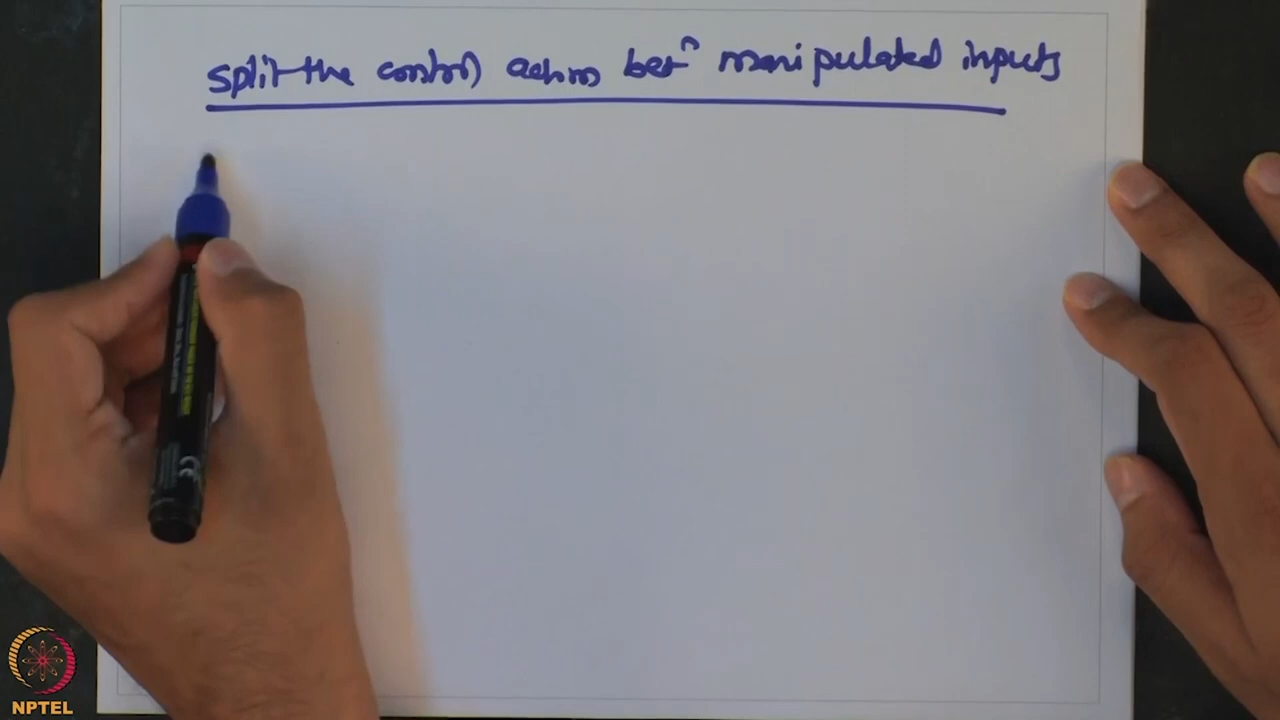 split the control action betⁿ manipulated inputs
NPTEL